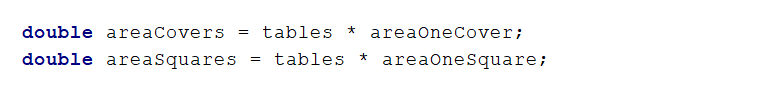 double areaCovers = tables * areaOneCover;
double areaSquares = tables * areaOneSquare;